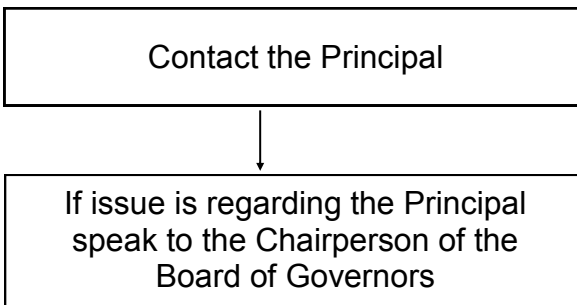 Contact the Principal
If issue is regarding the Principal
speak to the Chairperson of the
Board of Governors